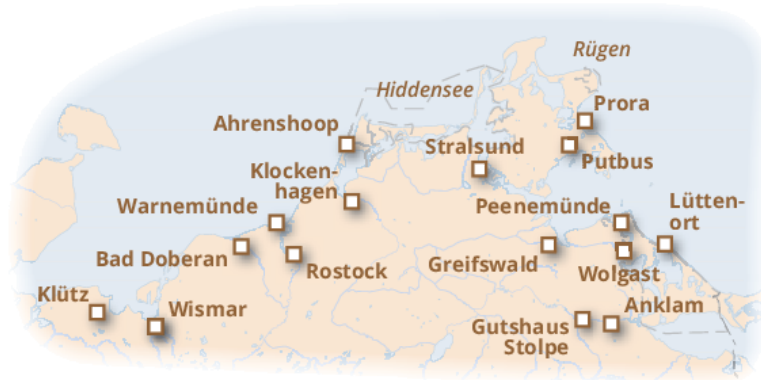 Rügen
Hiddensee
Prora
Ahrenshoop
Stralsund
Putbus
Klocken-
hagen
Warnemünde
Peenemünde
Lütten-
ort
Bad Doberan
Rostock
Greifswald
Wolgast
Klütz
Wismar
Anklam
Gutshaus
Stolpe